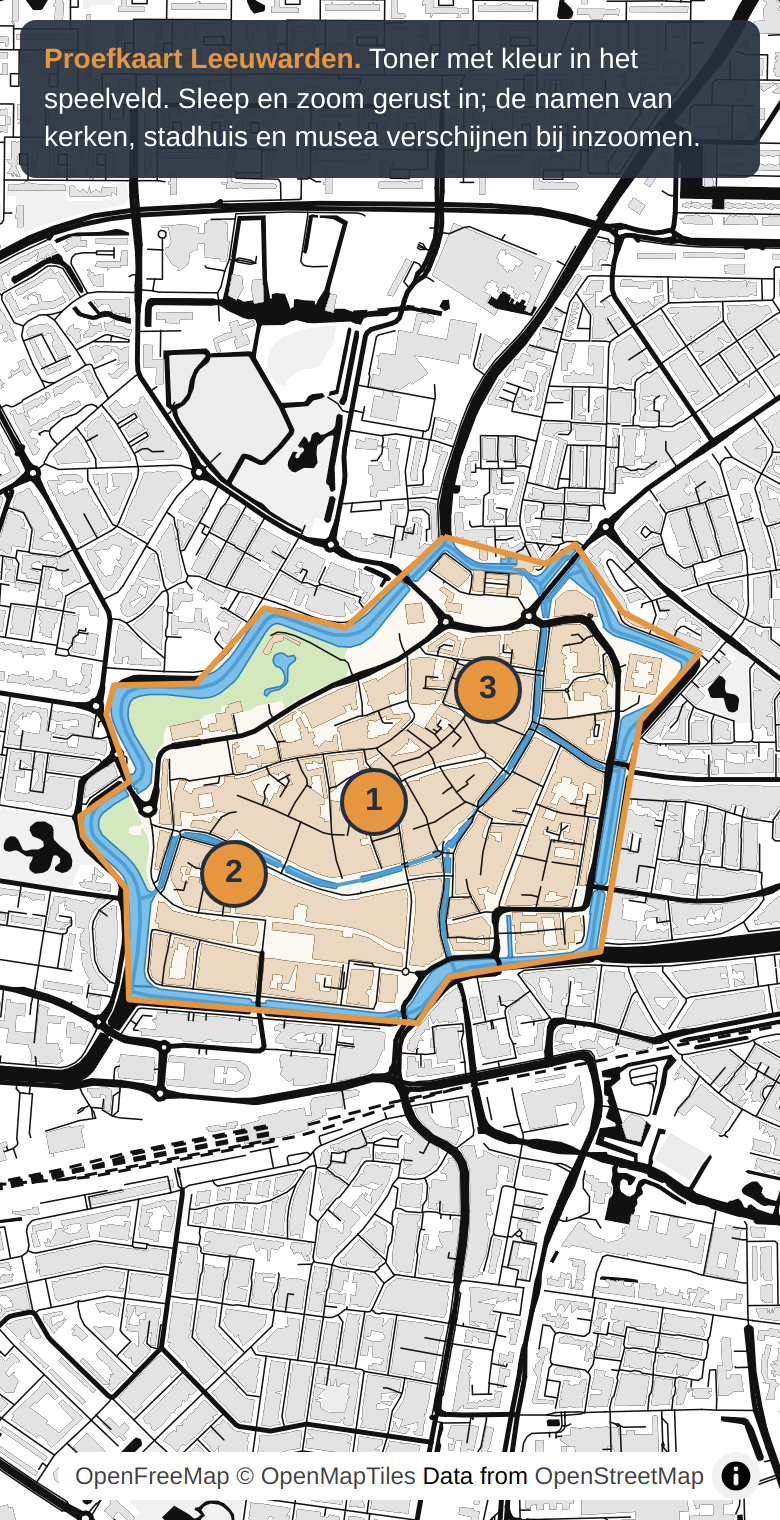 Proefkaart Leeuwarden. Toner met kleur in het
speelveld. Sleep en zoom gerust in; de namen van
kerken, stadhuis en musea verschijnen bij inzoomen.
3
1
2
OpenFreeMap © OpenMapTiles Data from OpenStreetMap